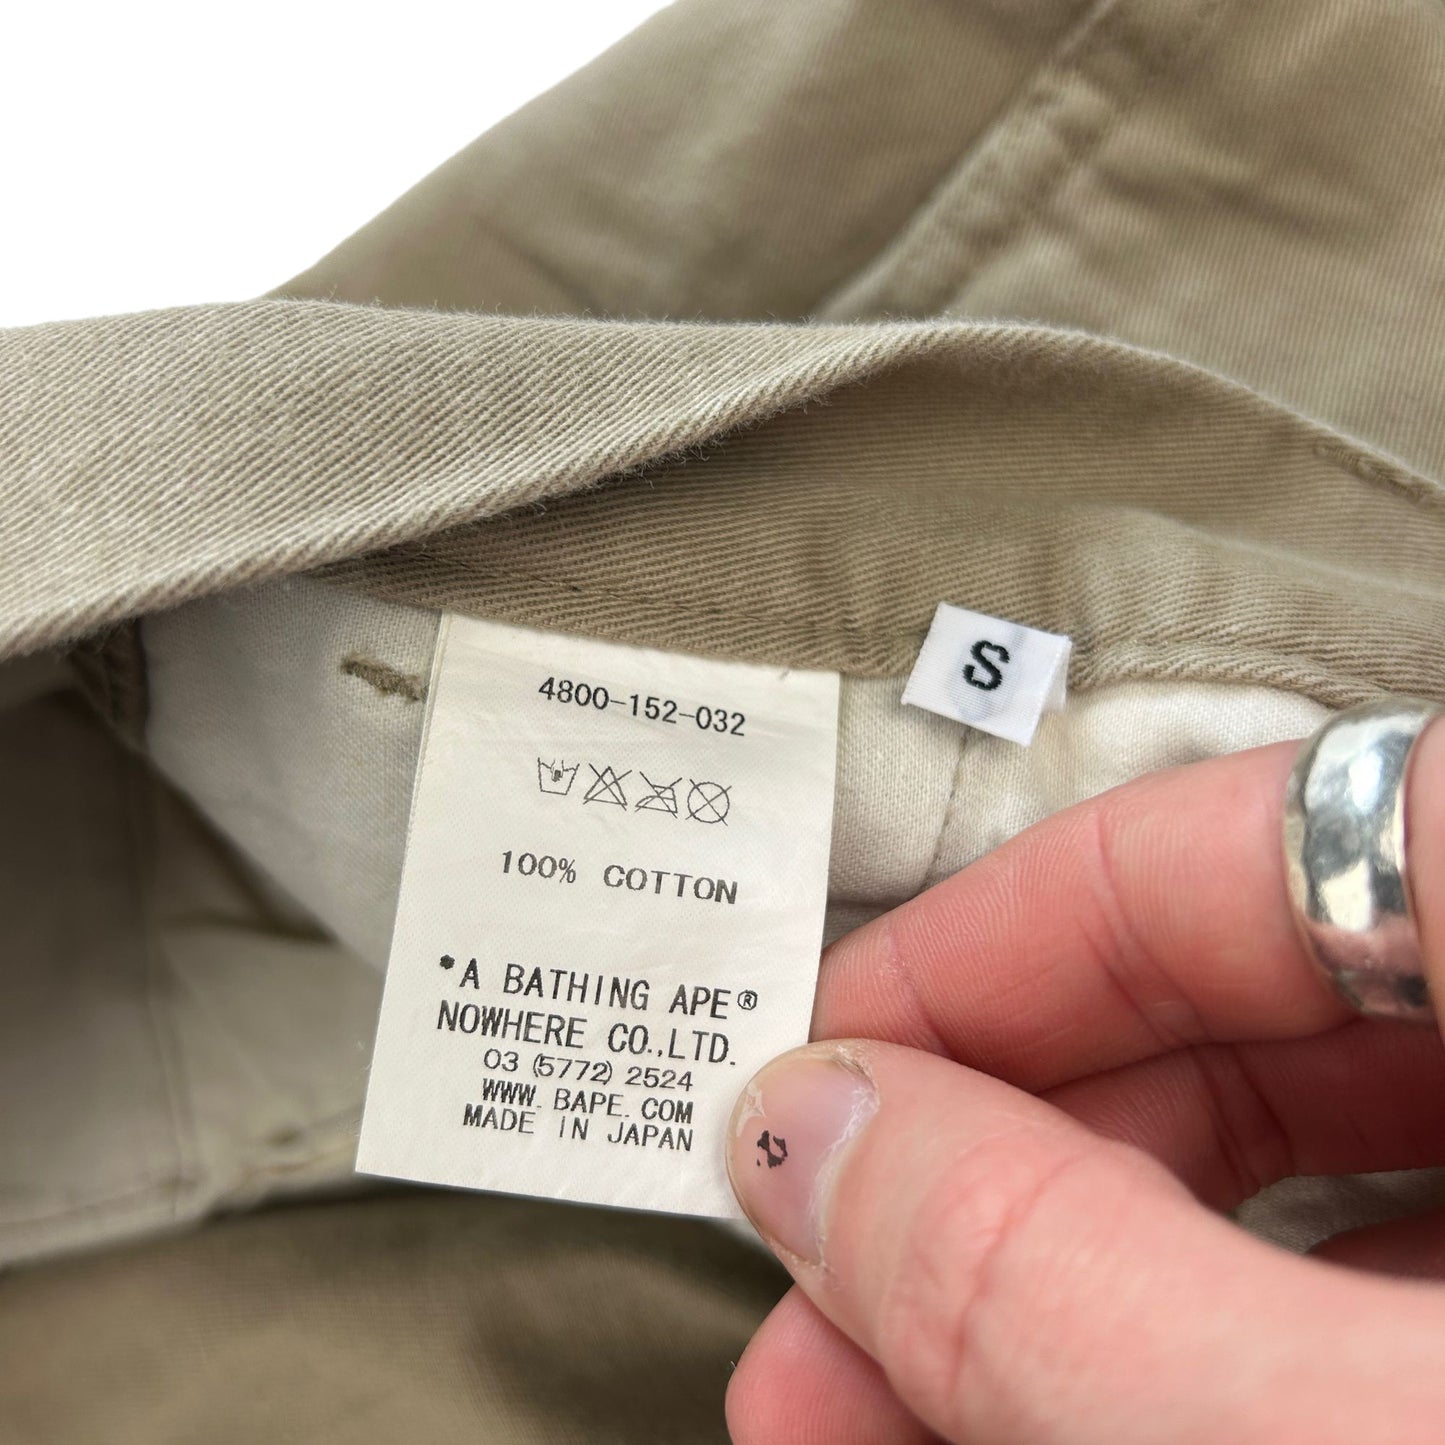 4800-152-032
100% COTTON
*A BATHING APE®
NOWHERE CO.,LTD.
03 (5772) 2524
WWW. BAPE. COM
MADE IN JAPAN
S